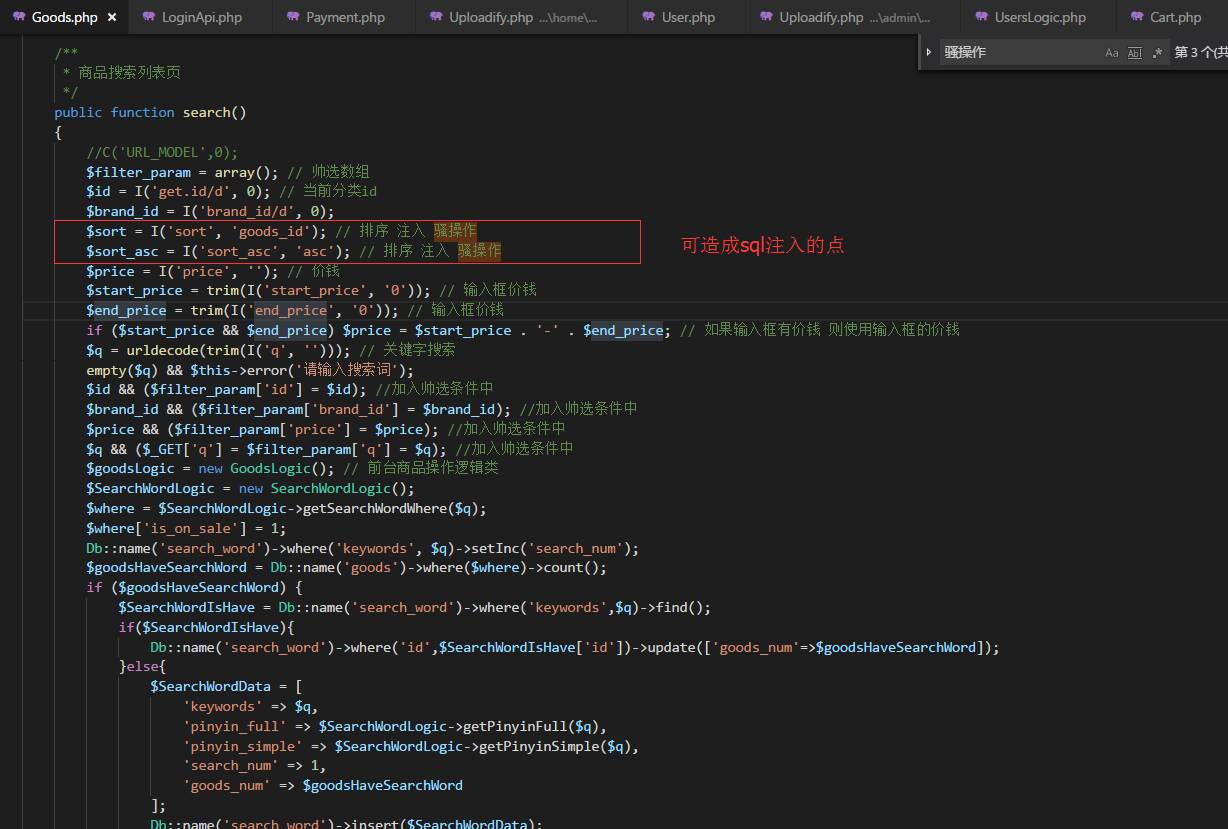 Goods.php × LoginApi.php Payment.php Uploadify.php ...\home\... User.php Uploadify.php ...\admin\... UsersLogic.php Cart.php
骚操作 Aa Abl .* 第 3 个(共
/**
* 商品搜索列表页
*/
public function search()
{
//C('URL_MODEL',0);
$filter_param = array(); // 帅选数组
$id = I('get.id/d', 0); // 当前分类id
$brand_id = I('brand_id/d', 0);
$sort = I('sort', 'goods_id'); // 排序 注入 骚操作
$sort_asc = I('sort_asc', 'asc'); // 排序 注入 骚操作
可造成sql注入的点
$price = I('price', ''); // 价钱
$start_price = trim(I('start_price', '0')); // 输入框价钱
$end_price = trim(I('end_price', '0')); // 输入框价钱
if ($start_price && $end_price) $price = $start_price . '-' . $end_price; // 如果输入框有价钱 则使用输入框的价钱
$q = urldecode(trim(I('q', ''))); // 关键字搜索
empty($q) && $this->error('请输入搜索词');
$id && ($filter_param['id'] = $id); //加入帅选条件中
$brand_id && ($filter_param['brand_id'] = $brand_id); //加入帅选条件中
$price && ($filter_param['price'] = $price); //加入帅选条件中
$q && ($_GET['q'] = $filter_param['q'] = $q); //加入帅选条件中
$goodsLogic = new GoodsLogic(); // 前台商品操作逻辑类
$SearchWordLogic = new SearchWordLogic();
$where = $SearchWordLogic->getSearchWordWhere($q);
$where['is_on_sale'] = 1;
Db::name('search_word')->where('keywords', $q)->setInc('search_num');
$goodsHaveSearchWord = Db::name('goods')->where($where)->count();
if ($goodsHaveSearchWord) {
$SearchWordIsHave = Db::name('search_word')->where('keywords',$q)->find();
if($SearchWordIsHave){
Db::name('search_word')->where('id',$SearchWordIsHave['id'])->update(['goods_num'=>$goodsHaveSearchWord]);
}else{
$SearchWordData = [
'keywords' => $q,
'pinyin_full' => $SearchWordLogic->getPinyinFull($q),
'pinyin_simple' => $SearchWordLogic->getPinyinSimple($q),
'search_num' => 1,
'goods_num' => $goodsHaveSearchWord
];
Db::name('search_word')->insert($SearchWordData);